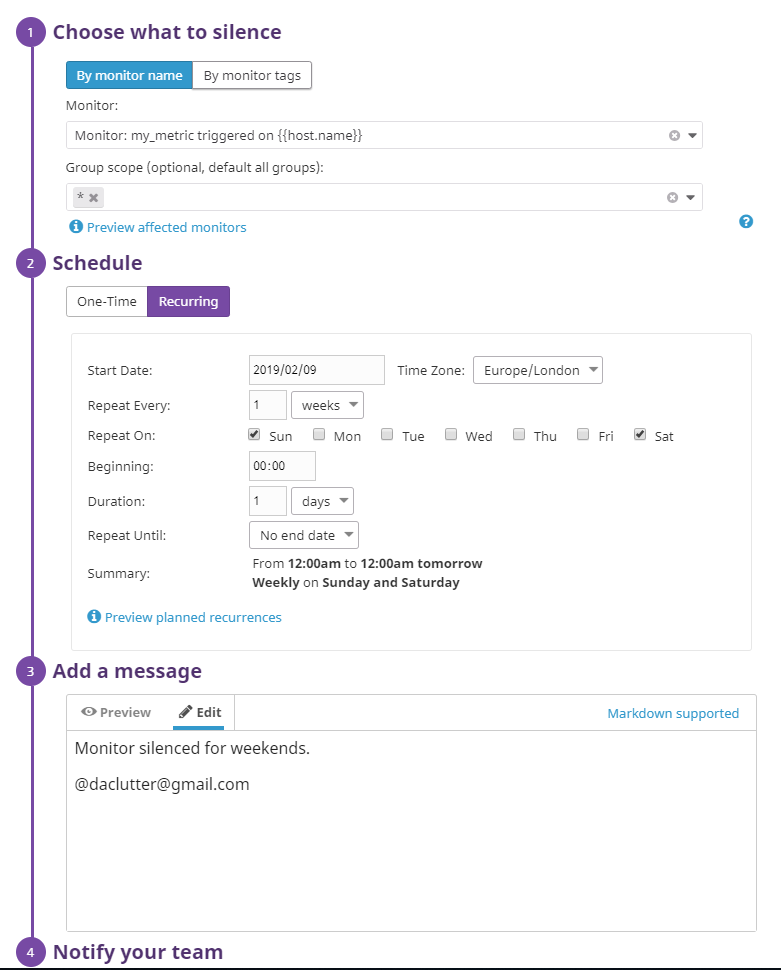 1 Choose what to silence
By monitor name By monitor tags
Monitor:
Monitor: my_metric triggered on {{host.name}}
Group scope (optional, default all groups):
*
Preview affected monitors
2 Schedule
One-Time Recurring
Start Date: 2019/02/09 Time Zone: Europe/London
Repeat Every: 1 weeks
Repeat On: Sun Mon Tue Wed Thu Fri Sat
Beginning: 00:00
Duration: 1 days
Repeat Until: No end date
Summary: From 12:00am to 12:00am tomorrow
Weekly on Sunday and Saturday
Preview planned recurrences
3 Add a message
Preview Edit Markdown supported
Monitor silenced for weekends.
@daclutter@gmail.com
4 Notify your team